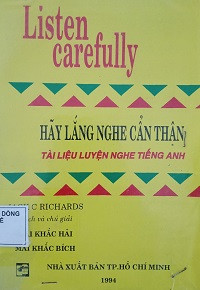 Listen
carefully
HÃY LẮNG NGHE CẨN THẬN
TÀI LIỆU LUYỆN NGHE TIẾNG ANH
C RICHARDS
và chú giải
KHẮC HẢI
MAI KHẮC BÍCH
NHÀ XUẤT BẢN TP.HỒ CHÍ MINH
1994
DÒNG